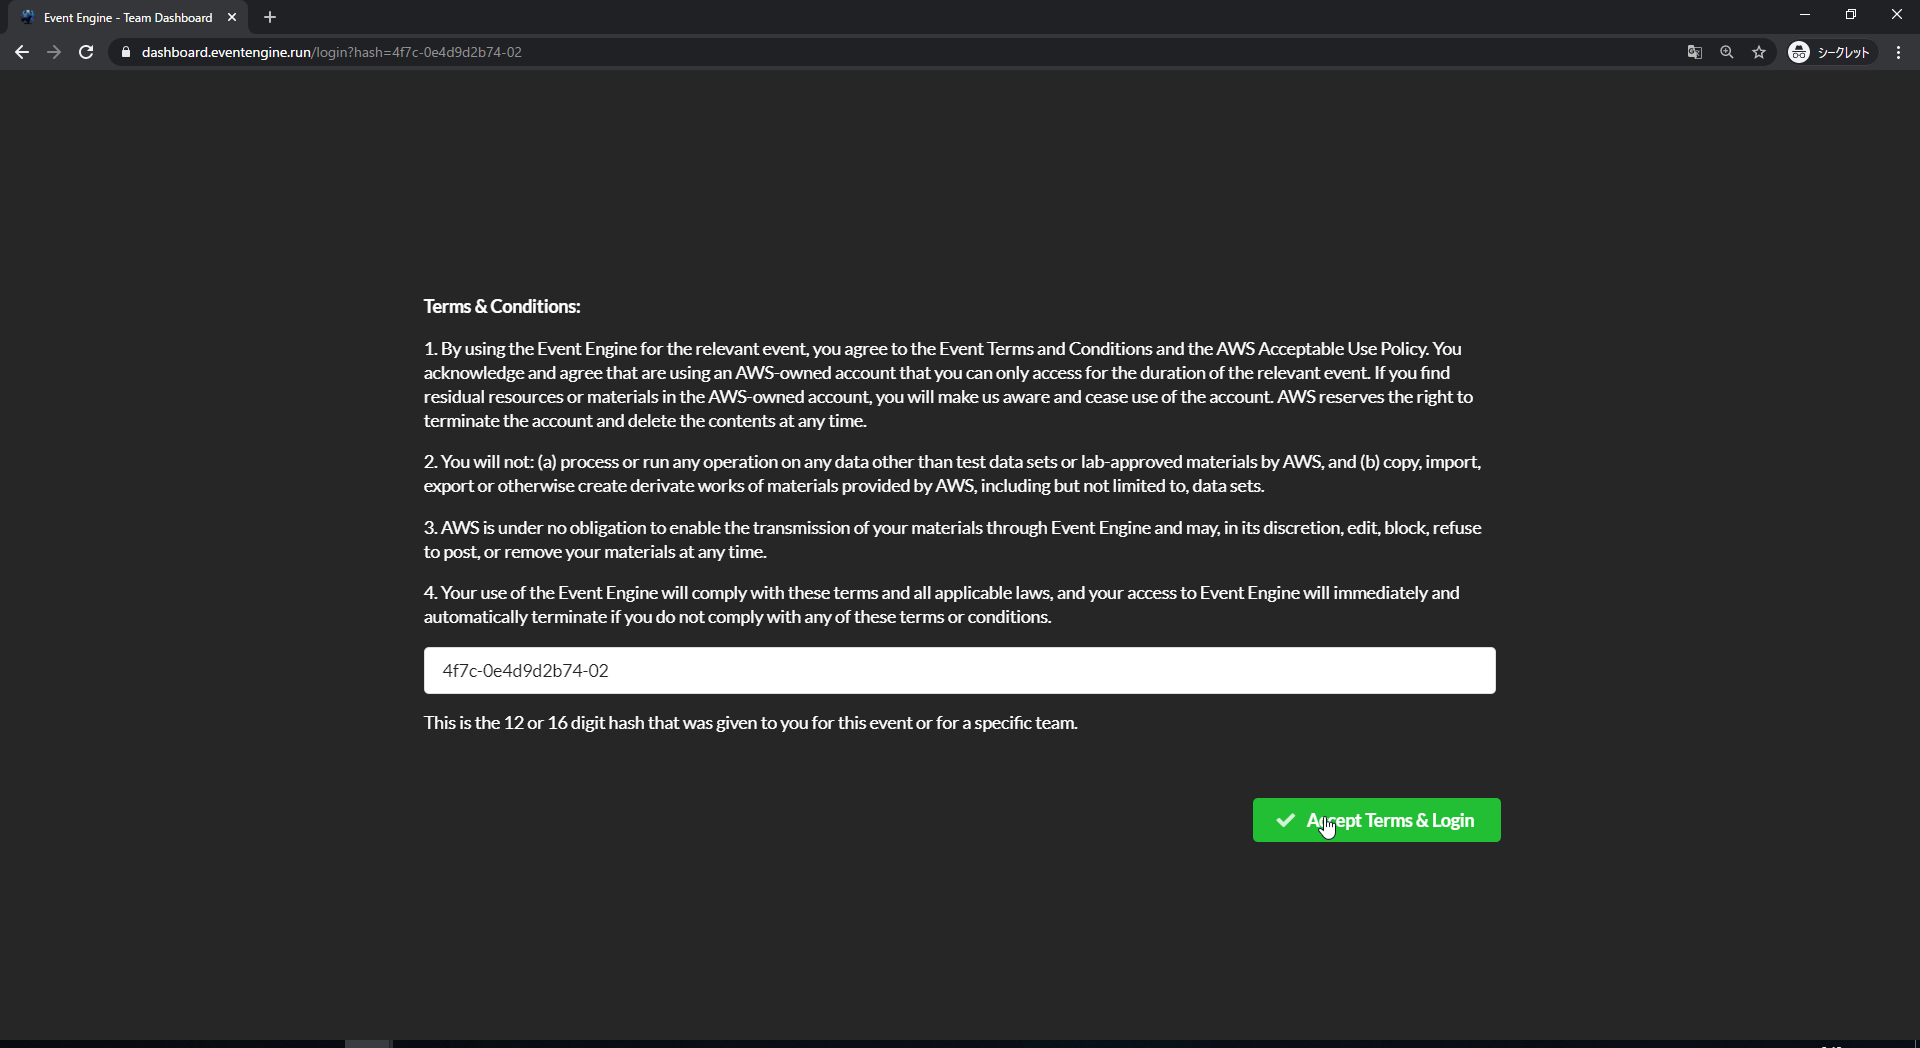 Event Engine - Team Dashboard
dashboard.eventengine.run/login?hash=4f7c-0e4d9d2b74-02
シークレット
Terms & Conditions:
1. By using the Event Engine for the relevant event, you agree to the Event Terms and Conditions and the AWS Acceptable Use Policy. You
acknowledge and agree that are using an AWS-owned account that you can only access for the duration of the relevant event. If you find
residual resources or materials in the AWS-owned account, you will make us aware and cease use of the account. AWS reserves the right to
terminate the account and delete the contents at any time.
2. You will not: (a) process or run any operation on any data other than test data sets or lab-approved materials by AWS, and (b) copy, import,
export or otherwise create derivate works of materials provided by AWS, including but not limited to, data sets.
3. AWS is under no obligation to enable the transmission of your materials through Event Engine and may, in its discretion, edit, block, refuse
to post, or remove your materials at any time.
4. Your use of the Event Engine will comply with these terms and all applicable laws, and your access to Event Engine will immediately and
automatically terminate if you do not comply with any of these terms or conditions.
4f7c-0e4d9d2b74-02
This is the 12 or 16 digit hash that was given to you for this event or for a specific team.
Accept Terms & Login